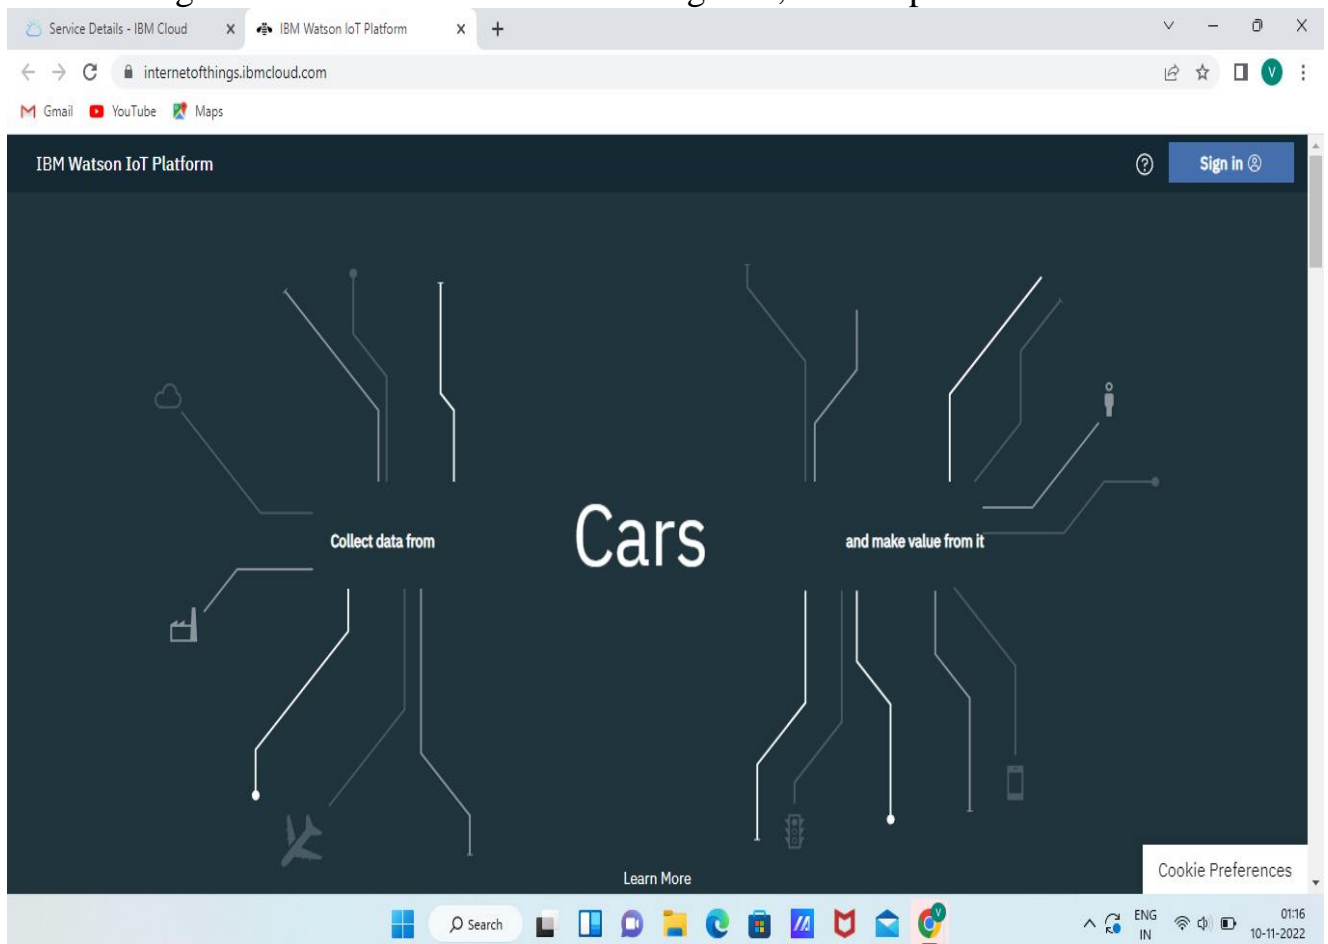 Service Details - IBM Cloud
IBM Watson IoT Platform
internetofthings.ibmcloud.com
Gmail YouTube Maps
V
IBM Watson IoT Platform
Sign in
Collect data from
Cars
and make value from it
Learn More
Cookie Preferences
Search
ENG
IN
01:16
10-11-2022